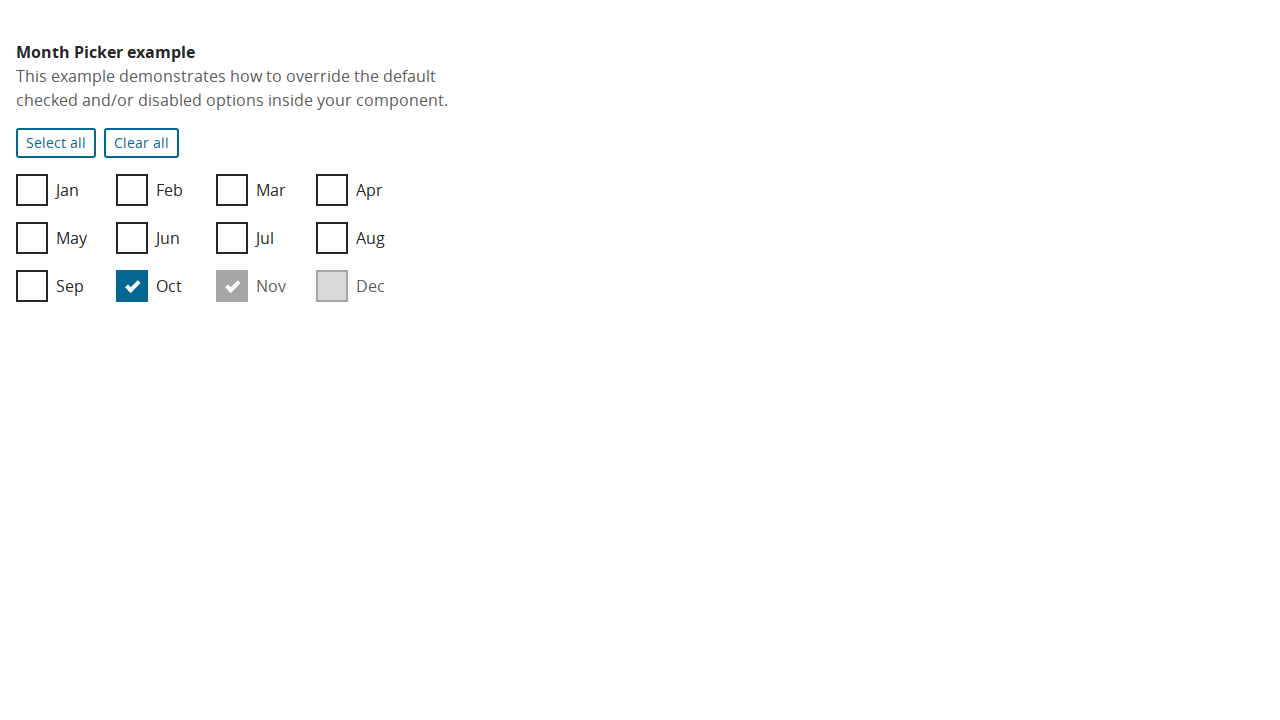 Month Picker example
This example demonstrates how to override the default
checked and/or disabled options inside your component.
Select all Clear all
Jan Feb Mar Apr
May Jun Jul Aug
Sep Oct Nov Dec